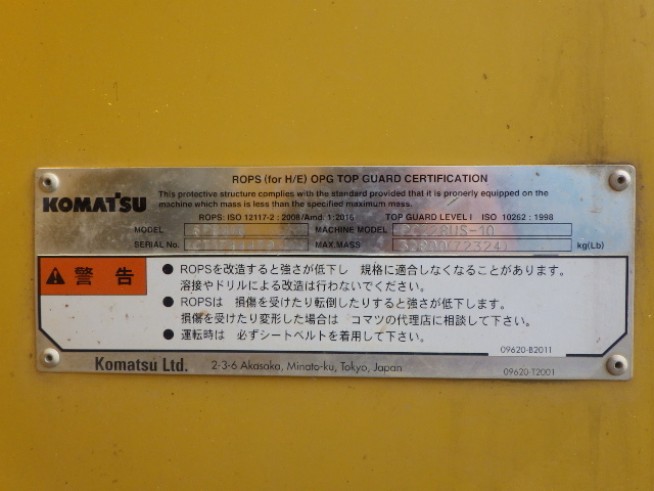 ROPS (for H/E) OPG TOP GUARD CERTIFICATION
KOMATSU
This protective structure complies with the standard provided that it is properly equipped on the
machine which mass is less than the specified maximum mass.
ROPS: ISO 12117-2 : 2008/Amd. 1:2016 TOP GUARD LEVEL I ISO 10262 : 1998
MODEL MACHINE MODEL PC228US-10
SERIAL No. MAX.MASS (72324) kg(Lb)
警告
● ROPSを改造すると強さが低下し 規格に適合しなくなることがあります。
溶接やドリルによる改造は行わないでください。
● ROPSは 損傷を受けたり転倒したりすると強さが低下します。
損傷を受けたり変形した場合は コマツの代理店に相談して下さい。
● 運転時は 必ずシートベルトを着用して下さい。
09620-B2011
Komatsu Ltd. 2-3-6 Akasaka, Minato-ku, Tokyo, Japan
09620-T2001